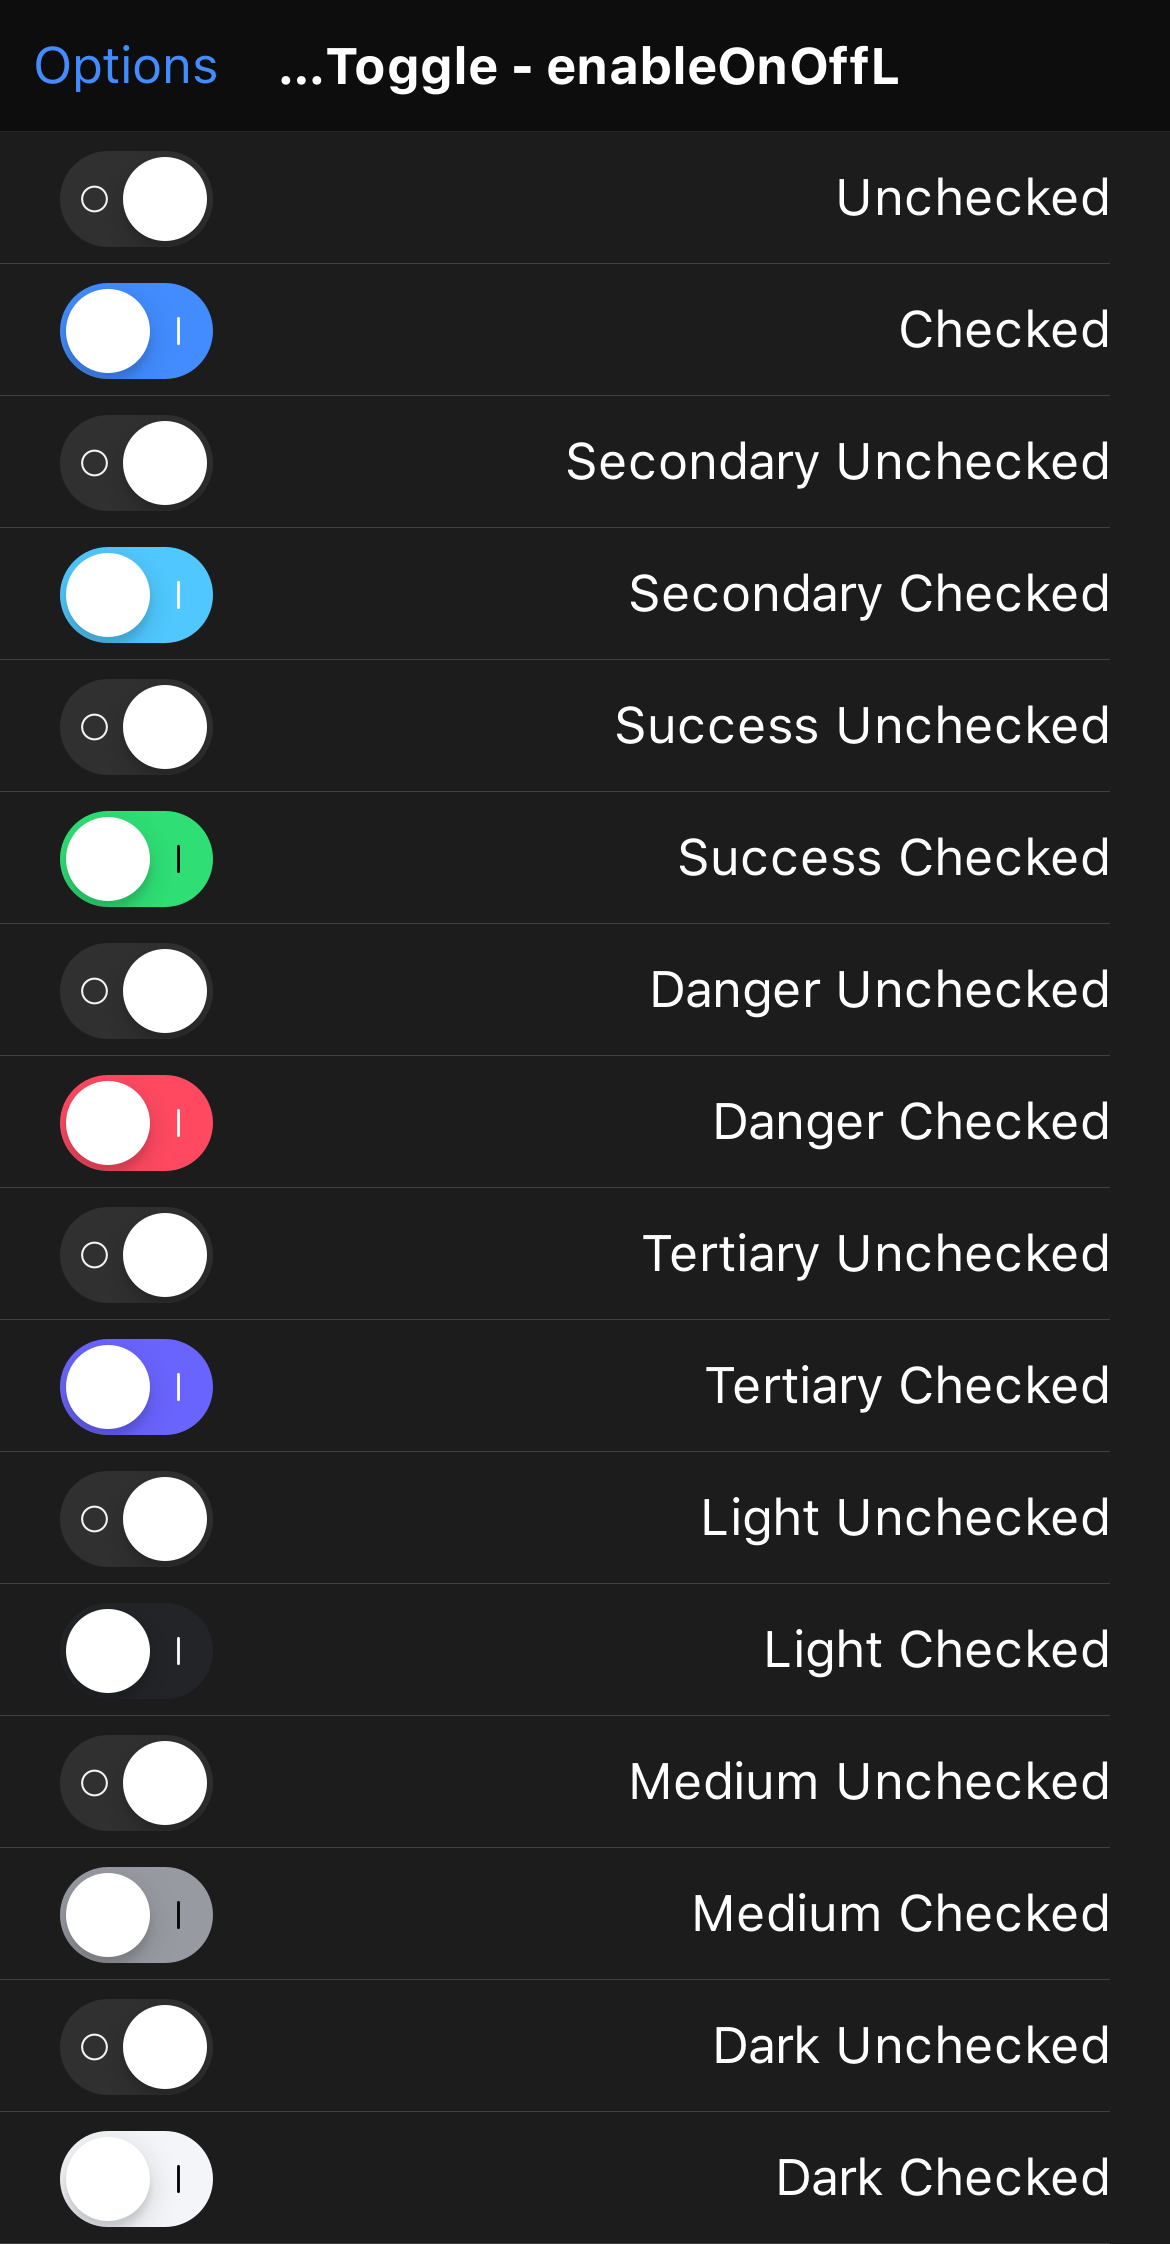 Options
...Toggle - enableOnOffL
Unchecked
Checked
Secondary Unchecked
Secondary Checked
Success Unchecked
Success Checked
Danger Unchecked
Danger Checked
Tertiary Unchecked
Tertiary Checked
Light Unchecked
Light Checked
Medium Unchecked
Medium Checked
Dark Unchecked
Dark Checked